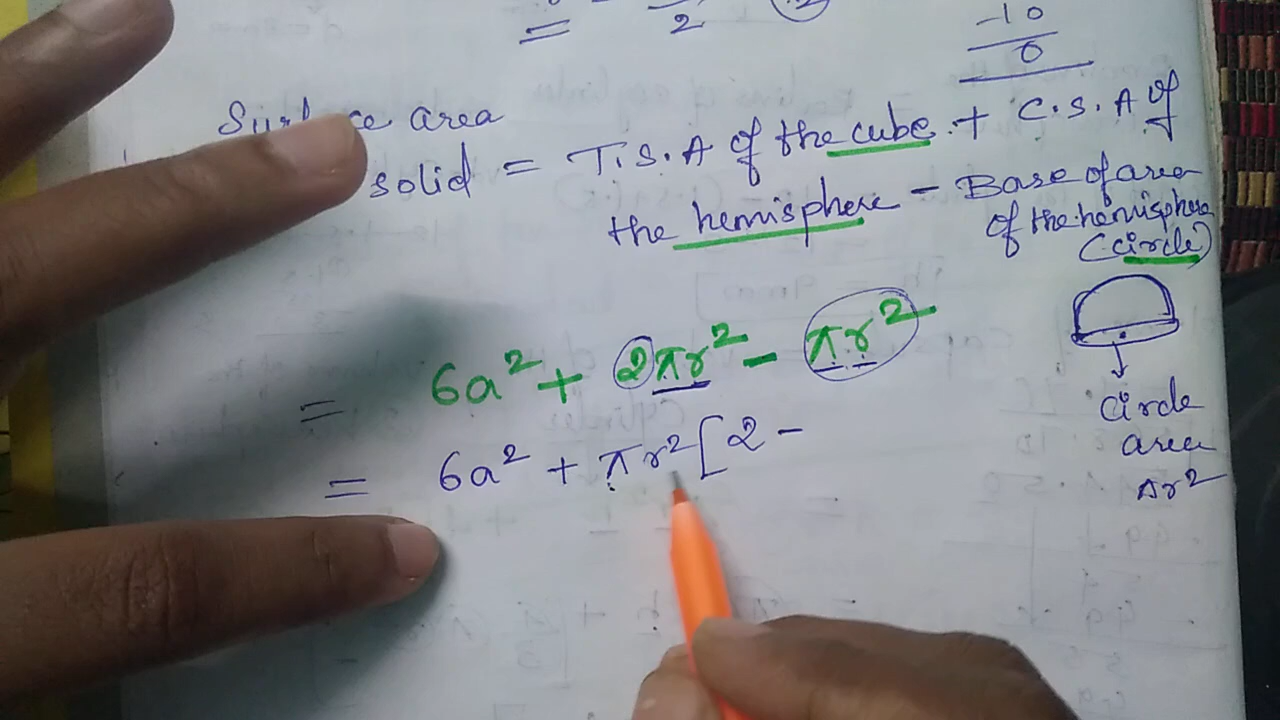 -10
= 2
0
Surface area
solid = T.S.A of the cube + C.S.A of
the hemisphere - Base of area
of the hemisphere
(circle)
= 6a² + 2πr² - πr²
= 6a² + πr² [2 -
circle
area
πr²